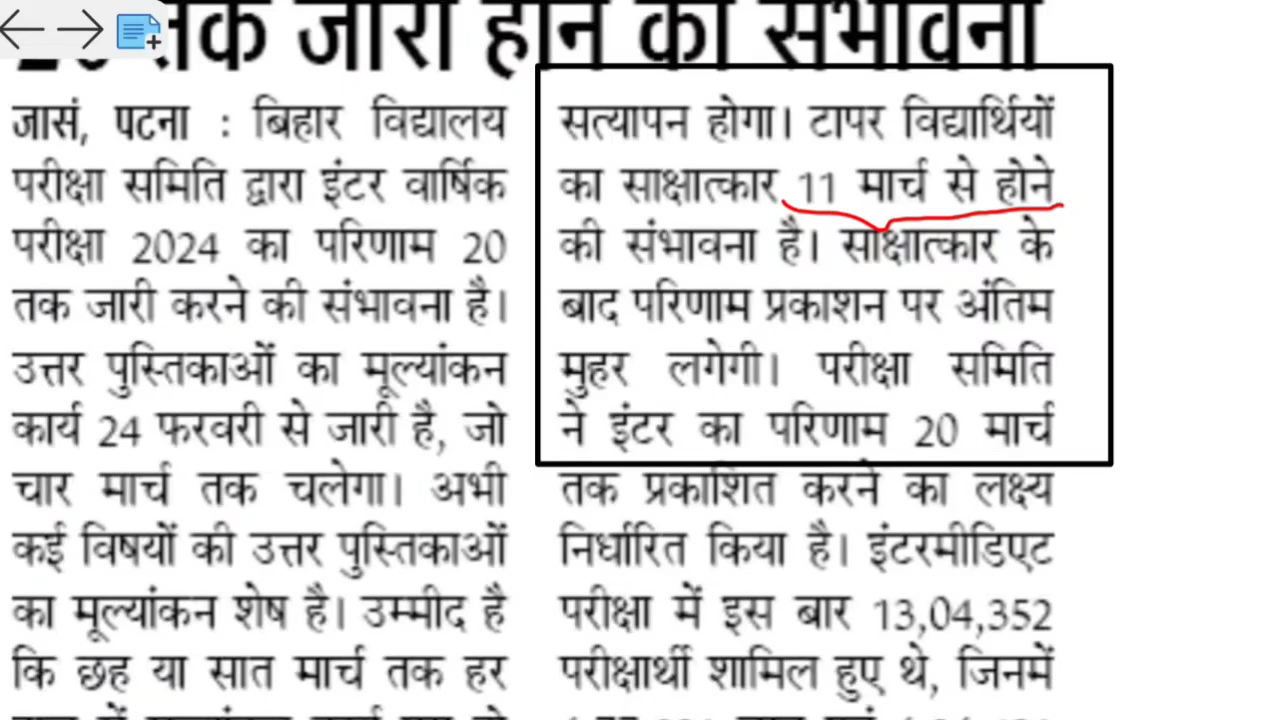 तक जारी होने की संभावना
जासं, पटना : बिहार विद्यालय
परीक्षा समिति द्वारा इंटर वार्षिक
परीक्षा 2024 का परिणाम 20
तक जारी करने की संभावना है।
उत्तर पुस्तिकाओं का मूल्यांकन
कार्य 24 फरवरी से जारी है, जो
चार मार्च तक चलेगा। अभी
कई विषयों की उत्तर पुस्तिकाओं
का मूल्यांकन शेष है। उम्मीद है
कि छह या सात मार्च तक हर
सत्यापन होगा। टापर विद्यार्थियों
का साक्षात्कार 11 मार्च से होने
की संभावना है। साक्षात्कार के
बाद परिणाम प्रकाशन पर अंतिम
मुहर लगेगी। परीक्षा समिति
ने इंटर का परिणाम 20 मार्च
तक प्रकाशित करने का लक्ष्य
निर्धारित किया है। इंटरमीडिएट
परीक्षा में इस बार 13,04,352
परीक्षार्थी शामिल हुए थे, जिनमें